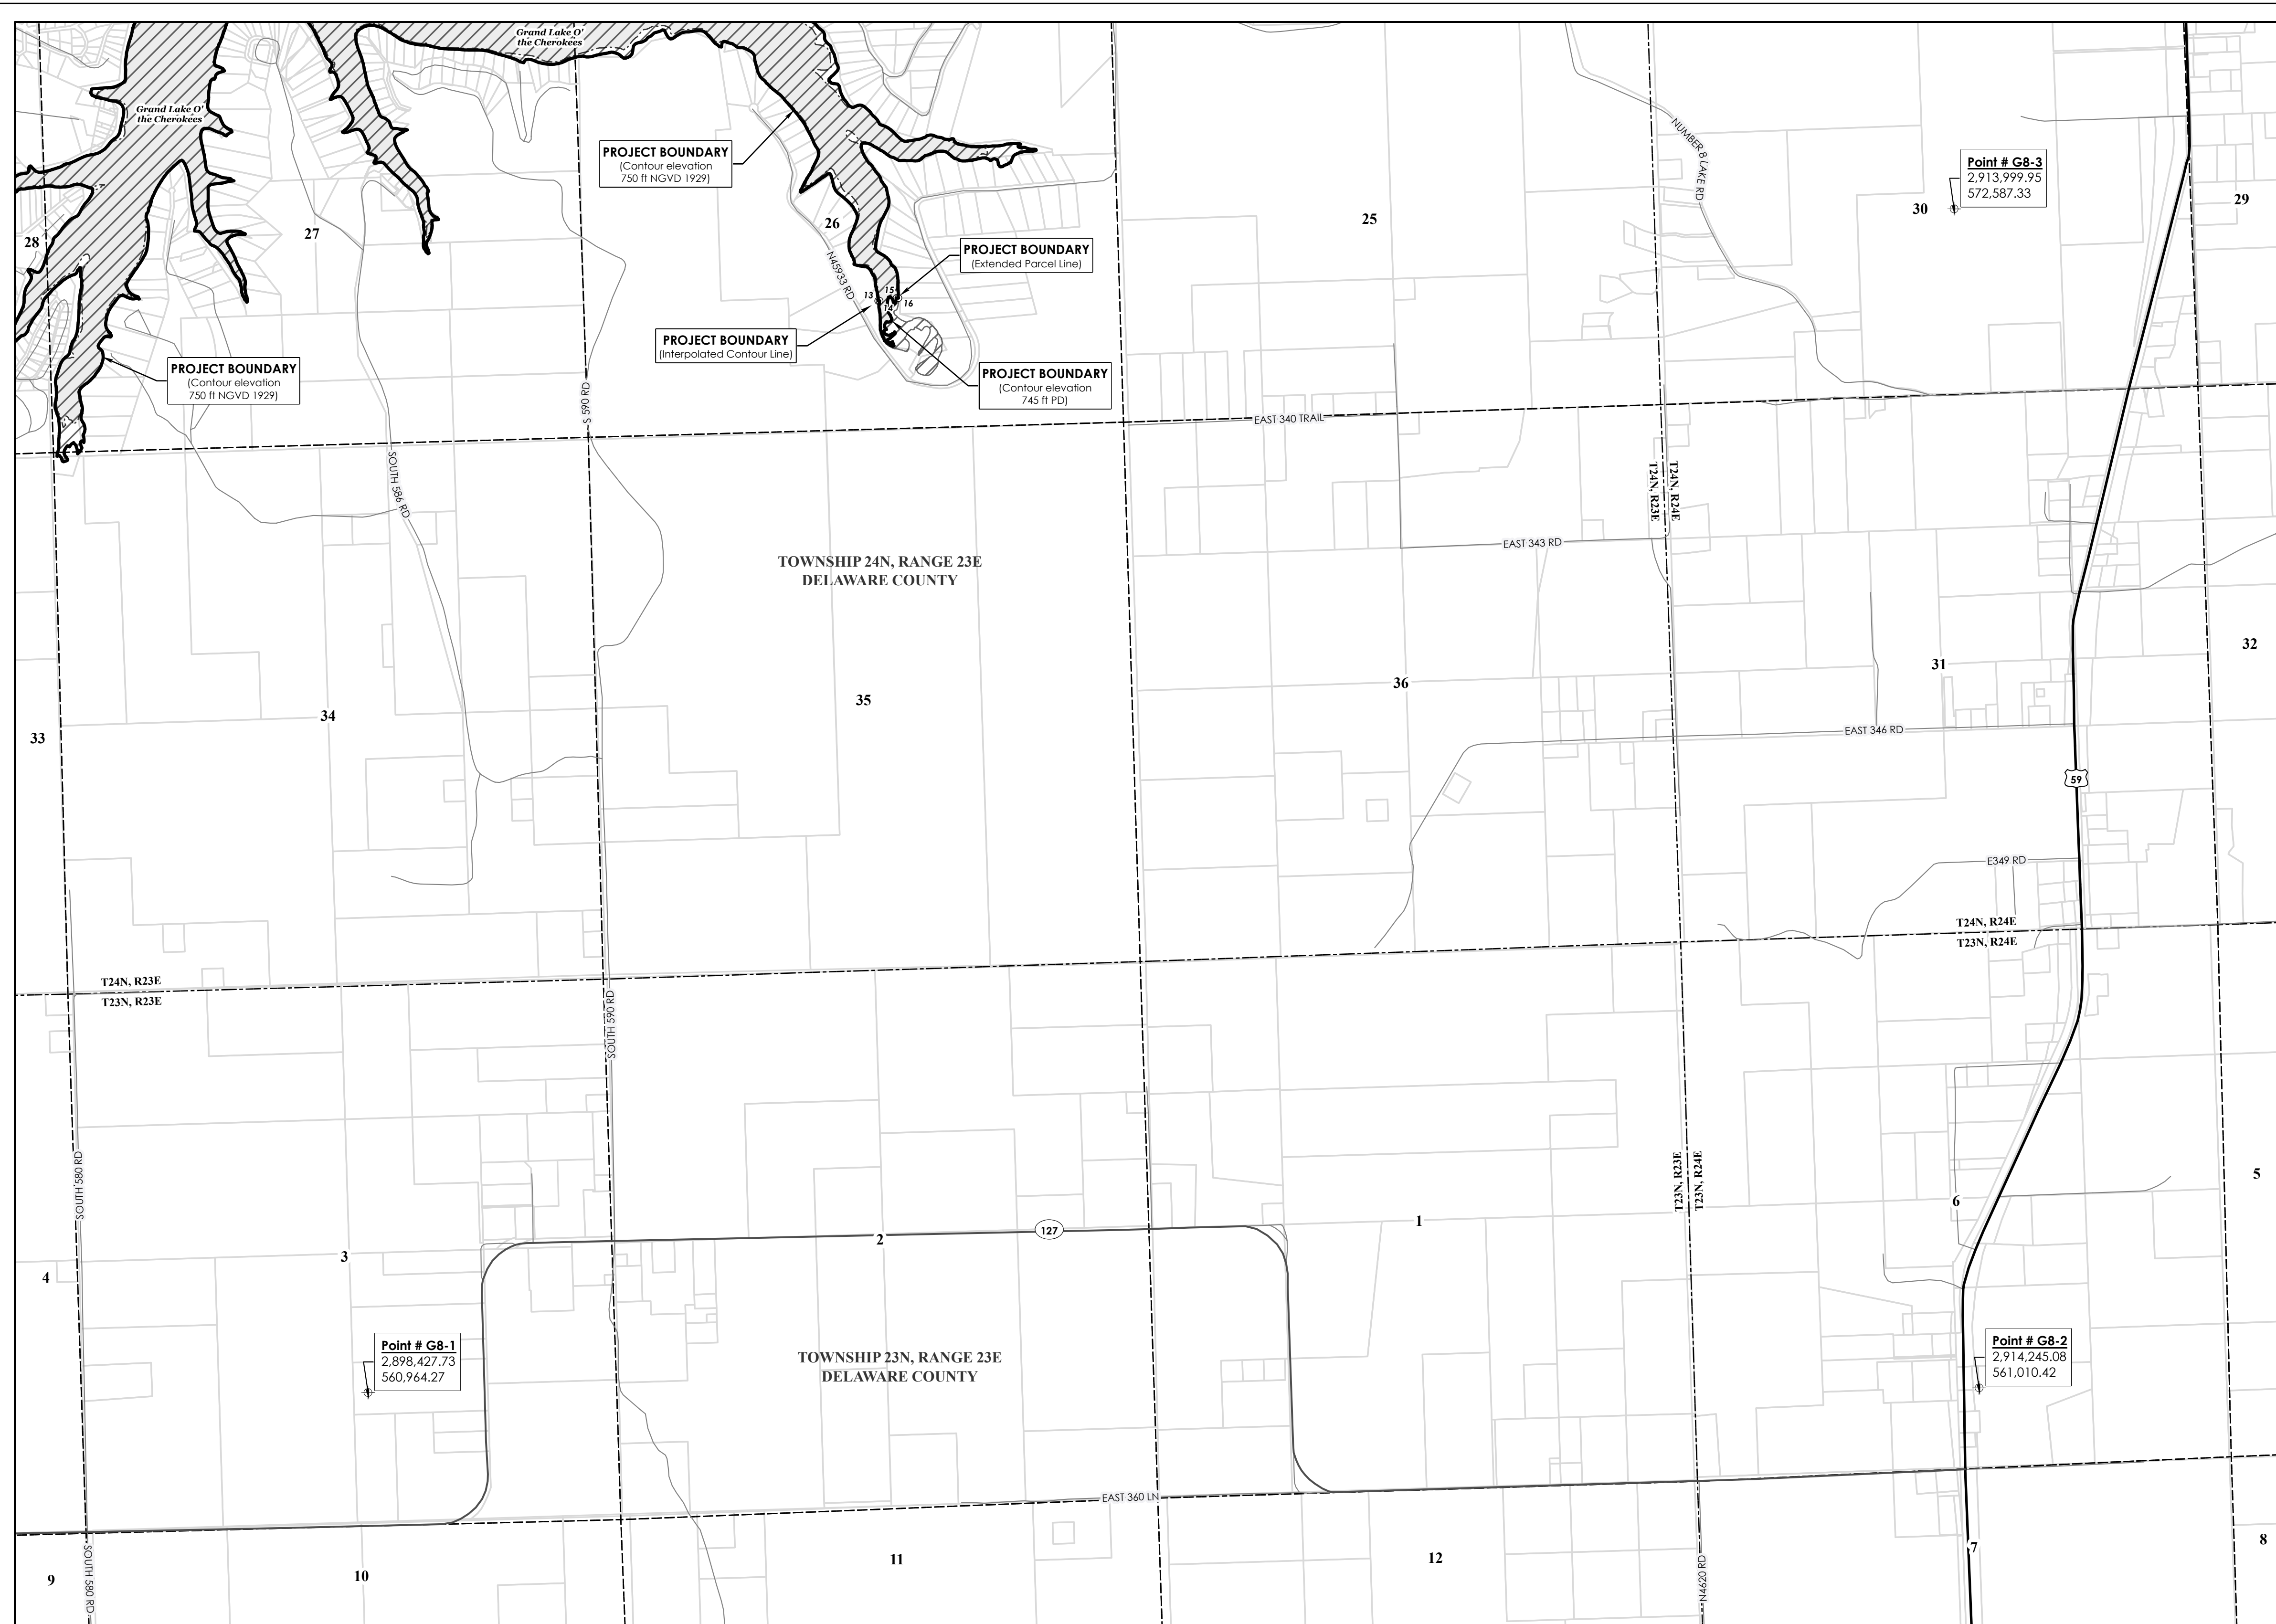 Grand Lake O'
the Cherokees
Grand Lake O'
the Cherokees
PROJECT BOUNDARY
(Contour elevation
750 ft NGVD 1929)
NUMBER 8 LAKE RD
Point # G8-3
2,913,999.95
572,587.33
28
27
26
25
30
29
N45933 RD
PROJECT BOUNDARY
(Extended Parcel Line)
13
15
14
16
PROJECT BOUNDARY
(Interpolated Contour Line)
PROJECT BOUNDARY
(Contour elevation
750 ft NGVD 1929)
PROJECT BOUNDARY
(Contour elevation
745 ft PD)
S 590 RD
EAST 340 TRAIL
SOUTH 586 RD
T24N, R23E
T24N, R24E
EAST 343 RD
TOWNSHIP 24N, RANGE 23E
DELAWARE COUNTY
33
34
35
36
31
32
EAST 346 RD
59
E349 RD
T24N, R24E
T23N, R24E
T24N, R23E
T23N, R23E
SOUTH 590 RD
SOUTH 580 RD
T23N, R23E
T23N, R24E
5
6
4
3
2
127
1
Point # G8-1
2,898,427.73
560,964.27
TOWNSHIP 23N, RANGE 23E
DELAWARE COUNTY
Point # G8-2
2,914,245.08
561,010.42
EAST 360 LN
9
SOUTH 580 RD
10
11
12
N4620 RD
7
8